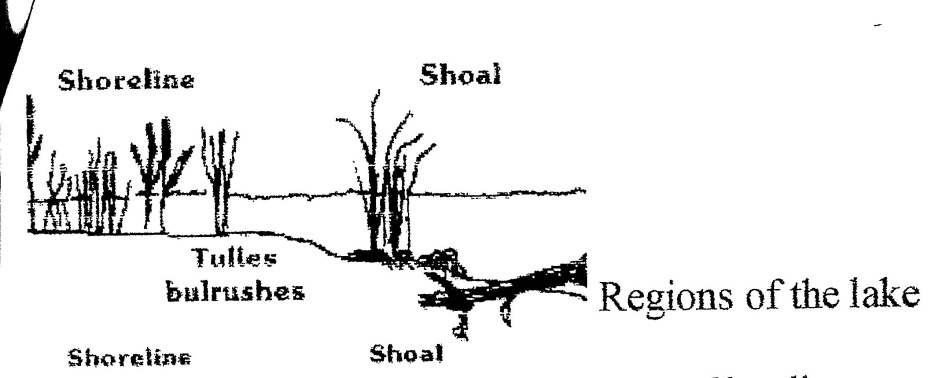 Shoreline Shoal
Tulles
bulrushes
Regions of the lake
Shoreline Shoal